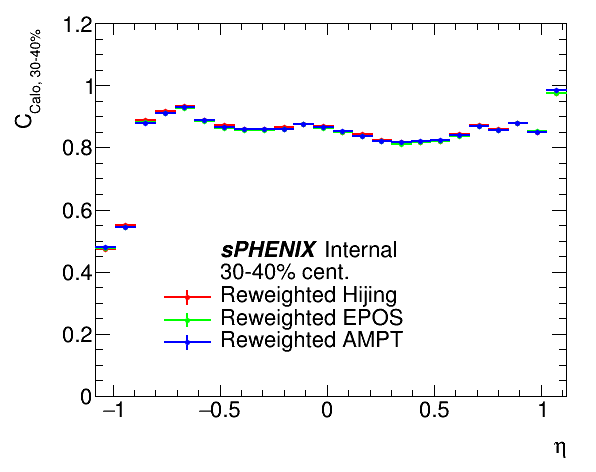 C_Calo, 30-40%
1.2
1
0.8
0.6
0.4
0.2
0
sPHENIX Internal
30-40% cent.
Reweighted Hijing
Reweighted EPOS
Reweighted AMPT
−1 −0.5 0 0.5 1
η